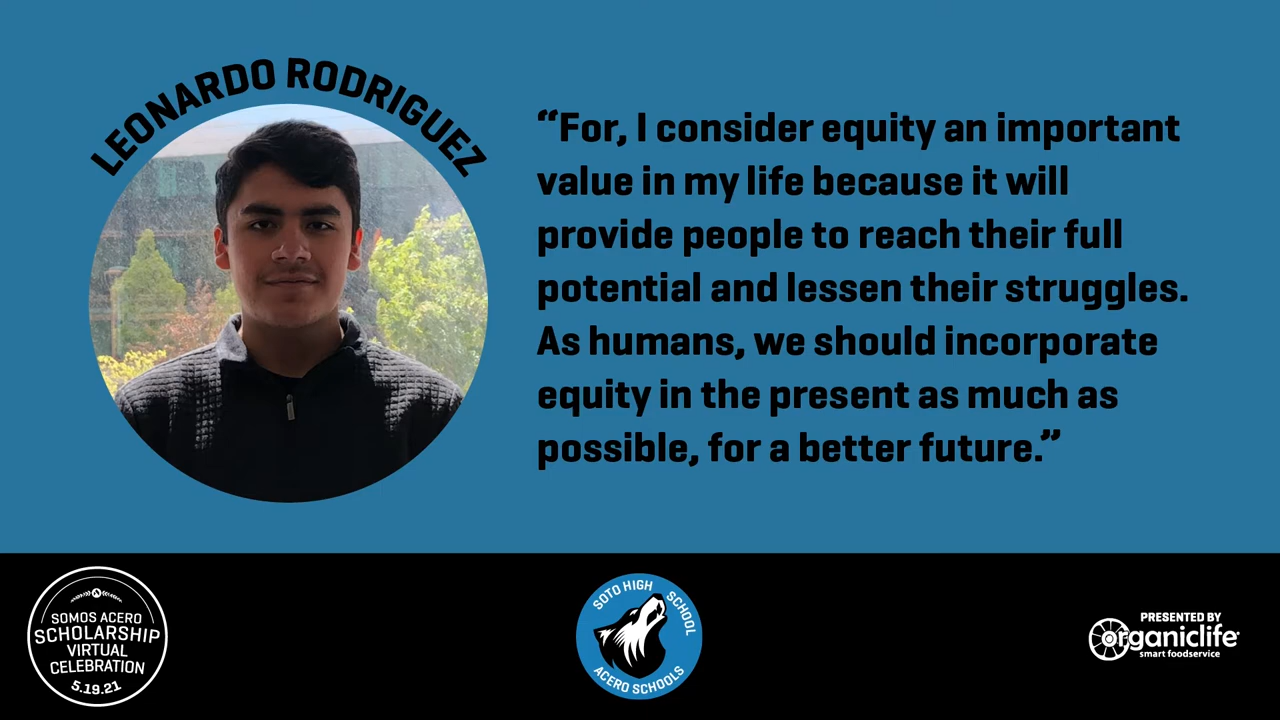 LEONARDO RODRIGUEZ
“For, I consider equity an important
value in my life because it will
provide people to reach their full
potential and lessen their struggles.
As humans, we should incorporate
equity in the present as much as
possible, for a better future.”
SOMOS ACERO
SCHOLARSHIP
VIRTUAL
CELEBRATION
5.19.21
SOTO HIGH SCHOOL
ACERO SCHOOLS
PRESENTED BY
organiclife
smart foodservice